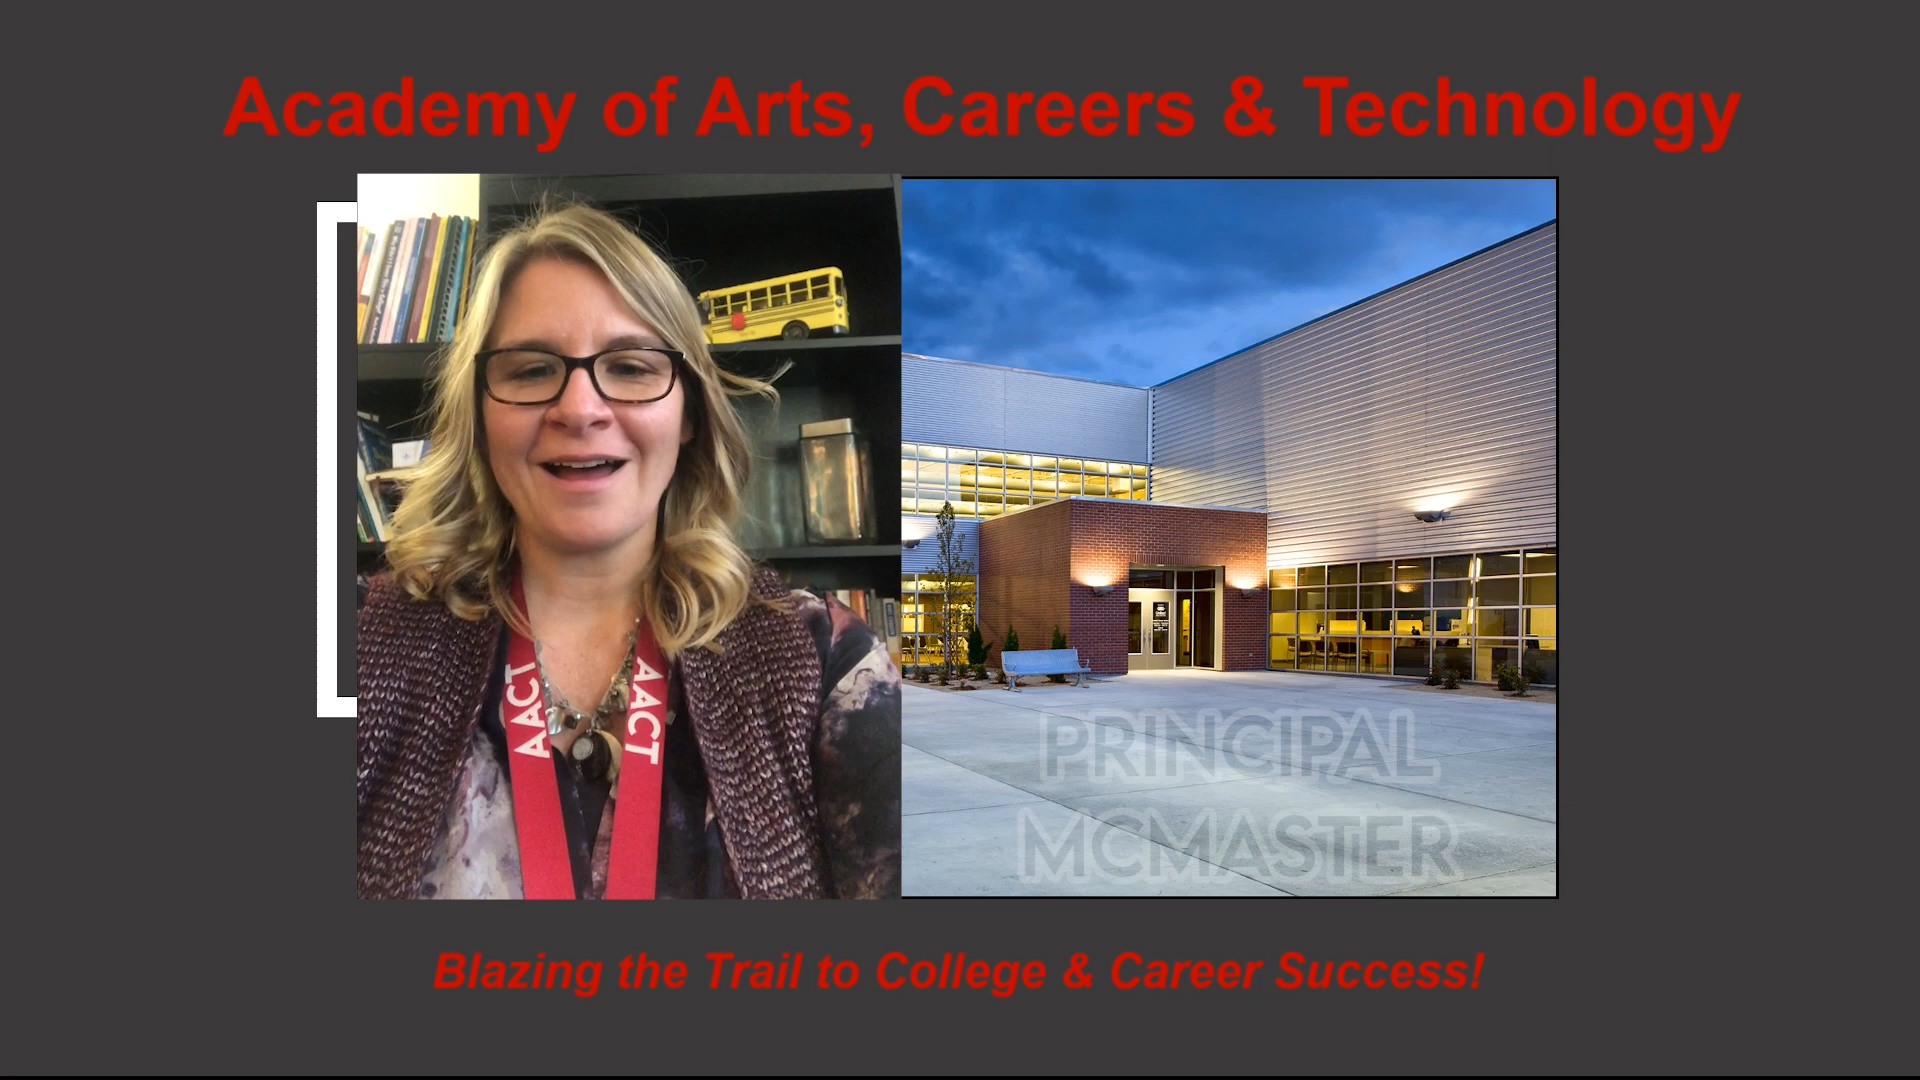 Academy of Arts, Careers & Technology
AACT
AACT
PRINCIPAL
MCMASTER
Blazing the Trail to College & Career Success!